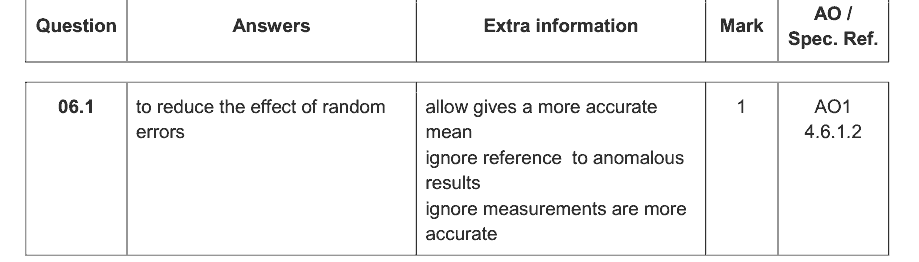 Question Answers Extra information Mark AO /
Spec. Ref.
06.1 to reduce the effect of random allow gives a more accurate 1 AO1
errors mean 4.6.1.2
ignore reference to anomalous
results
ignore measurements are more
accurate